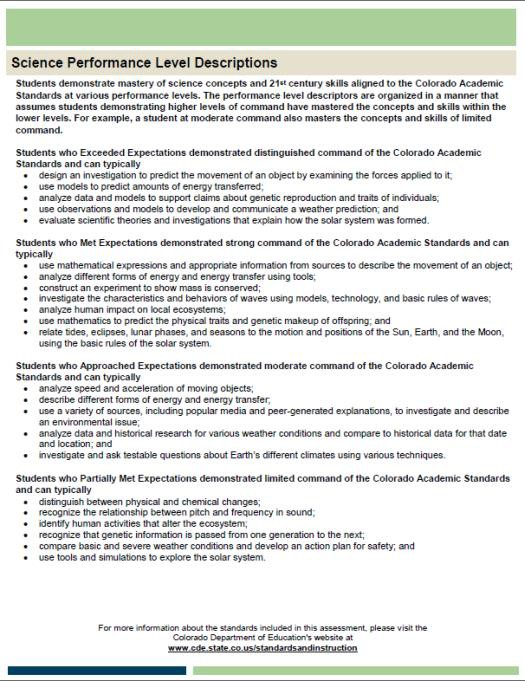 Science Performance Level Descriptions
Students demonstrate mastery of science concepts and 21st century skills aligned to the Colorado Academic
Standards at various performance levels. The performance level descriptors are organized in a manner that
assumes students demonstrating higher levels of command have mastered the concepts and skills within the
lower levels. For example, a student at moderate command also masters the concepts and skills of limited
command.
Students who Exceeded Expectations demonstrated distinguished command of the Colorado Academic
Standards and can typically
• design an investigation to predict the movement of an object by examining the forces applied to it;
• use models to predict amounts of energy transferred;
• analyze data and models to support claims about genetic reproduction and traits of individuals;
• use observations and models to develop and communicate a weather prediction; and
• evaluate scientific theories and investigations that explain how the solar system was formed.
Students who Met Expectations demonstrated strong command of the Colorado Academic Standards and can
typically
• use mathematical expressions and appropriate information from sources to describe the movement of an object;
• analyze different forms of energy and energy transfer using tools;
• construct an experiment to show mass is conserved;
• investigate the characteristics and behaviors of waves using models, technology, and basic rules of waves;
• analyze human impact on local ecosystems;
• use mathematics to predict the physical traits and genetic makeup of offspring; and
• relate tides, eclipses, lunar phases, and seasons to the motion and positions of the Sun, Earth, and the Moon,
using the basic rules of the solar system.
Students who Approached Expectations demonstrated moderate command of the Colorado Academic
Standards and can typically
• analyze speed and acceleration of moving objects;
• describe different forms of energy and energy transfer;
• use a variety of sources, including popular media and peer-generated explanations, to investigate and describe
an environmental issue;
• analyze data and historical research for various weather conditions and compare to historical data for that date
and location; and
• investigate and ask testable questions about Earth's different climates using various techniques.
Students who Partially Met Expectations demonstrated limited command of the Colorado Academic Standards
and can typically
• distinguish between physical and chemical changes;
• recognize the relationship between pitch and frequency in sound;
• identify human activities that alter the ecosystem;
• recognize that genetic information is passed from one generation to the next;
• compare basic and severe weather conditions and develop an action plan for safety; and
• use tools and simulations to explore the solar system.
For more information about the standards included in this assessment, please visit the
Colorado Department of Education's website at
www.cde.state.co.us/standardsandinstruction